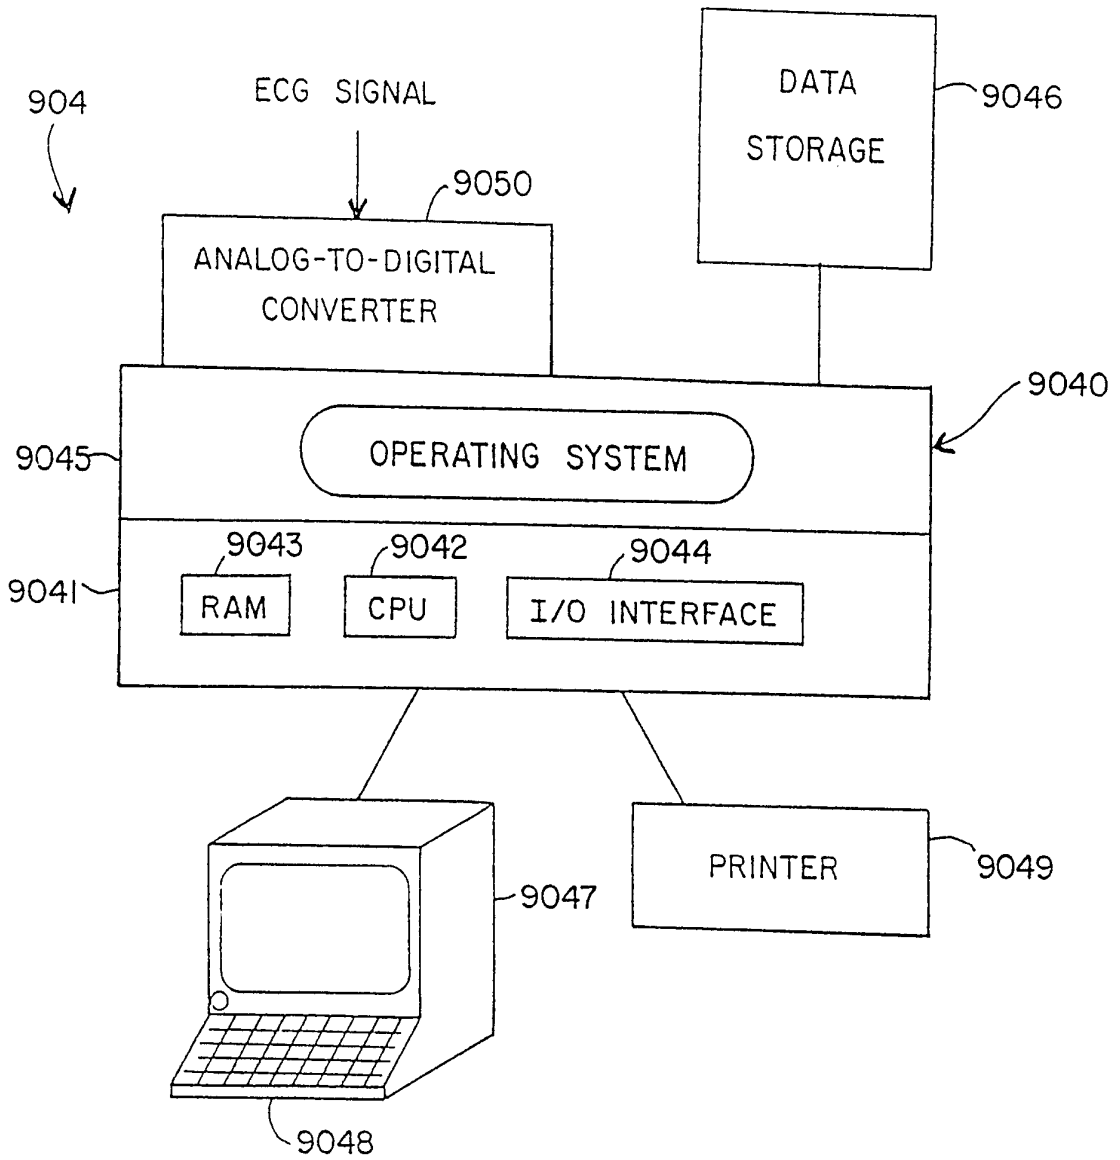 DATA
STORAGE
9046
904
ECG SIGNAL
9050
ANALOG-TO-DIGITAL
CONVERTER
9040
9045
OPERATING SYSTEM
9041
9043
9042
9044
RAM
CPU
I/O INTERFACE
9047
PRINTER
9049
9048